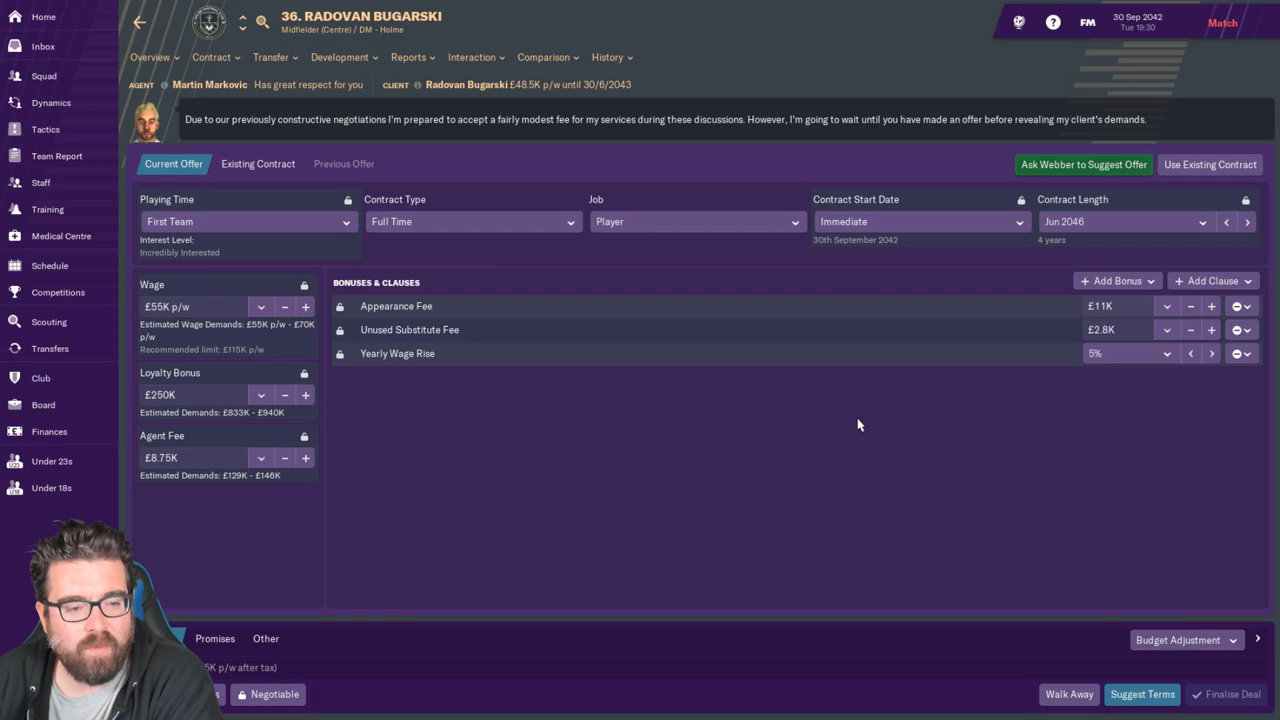 Home
Inbox
Squad
Dynamics
Tactics
Team Report
Staff
Training
Medical Centre
Schedule
Competitions
Scouting
Transfers
Club
Board
Finances
Under 23s
Under 18s
36. RADOVAN BUGARSKI
Midfielder (Centre) / DM - Holme
FM
30 Sep 2042
Tue 19:30
Match
Overview
Contract
Transfer
Development
Reports
Interaction
Comparison
History
AGENT Martin Markovic Has great respect for you
CLIENT Radovan Bugarski £48.5K p/w until 30/6/2043
Due to our previously constructive negotiations I'm prepared to accept a fairly modest fee for my services during these discussions. However, I'm going to wait until you have made an offer before revealing my client's demands.
Current Offer
Existing Contract
Previous Offer
Ask Webber to Suggest Offer
Use Existing Contract
Playing Time
First Team
Interest Level:
Incredibly Interested
Contract Type
Full Time
Job
Player
Contract Start Date
Immediate
30th September 2042
Contract Length
Jun 2046
4 years
Wage
£55K p/w
Estimated Wage Demands: £55K p/w - £70K
p/w
Recommended limit: £115K p/w
Loyalty Bonus
£250K
Estimated Demands: £833K - £940K
Agent Fee
£8.75K
Estimated Demands: £129K - £146K
BONUSES & CLAUSES
+ Add Bonus
+ Add Clause
Appearance Fee
£11K
Unused Substitute Fee
£2.8K
Yearly Wage Rise
5%
Promises
Other
Budget Adjustment
5K p/w after tax)
Negotiable
Walk Away
Suggest Terms
Finalise Deal